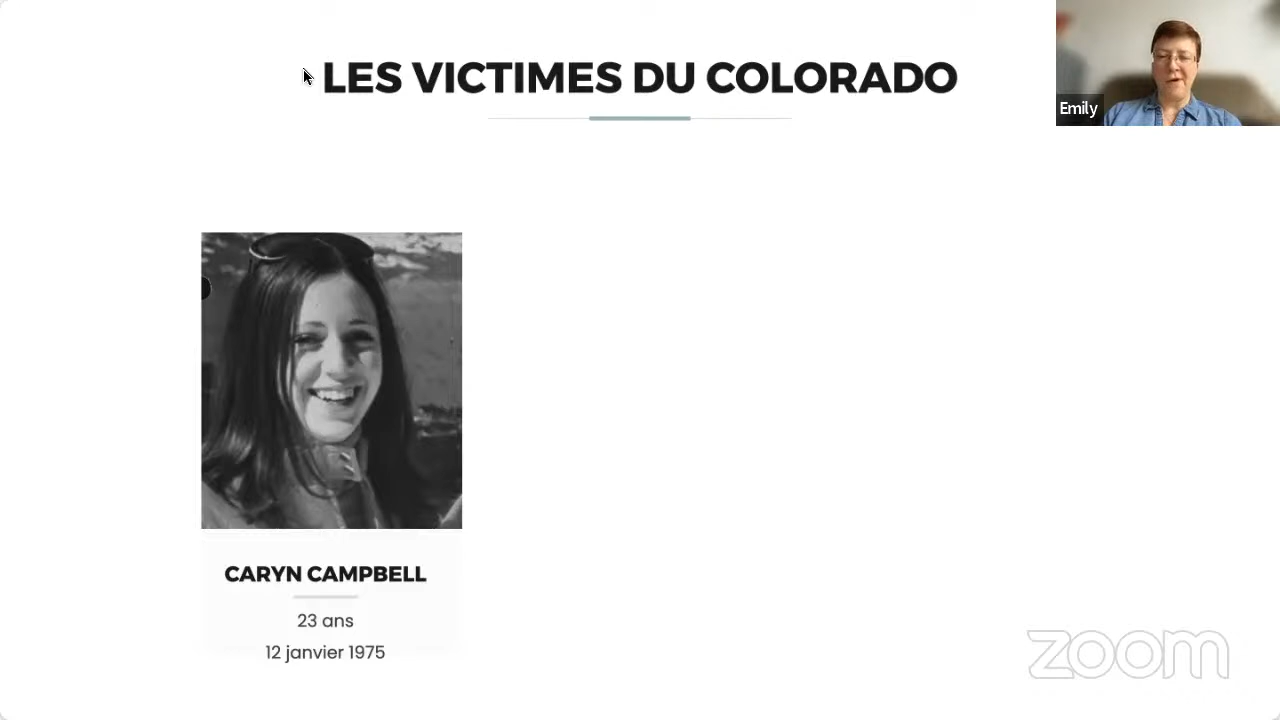 LES VICTIMES DU COLORADO
Emily
CARYN CAMPBELL
23 ans
12 janvier 1975
zoom